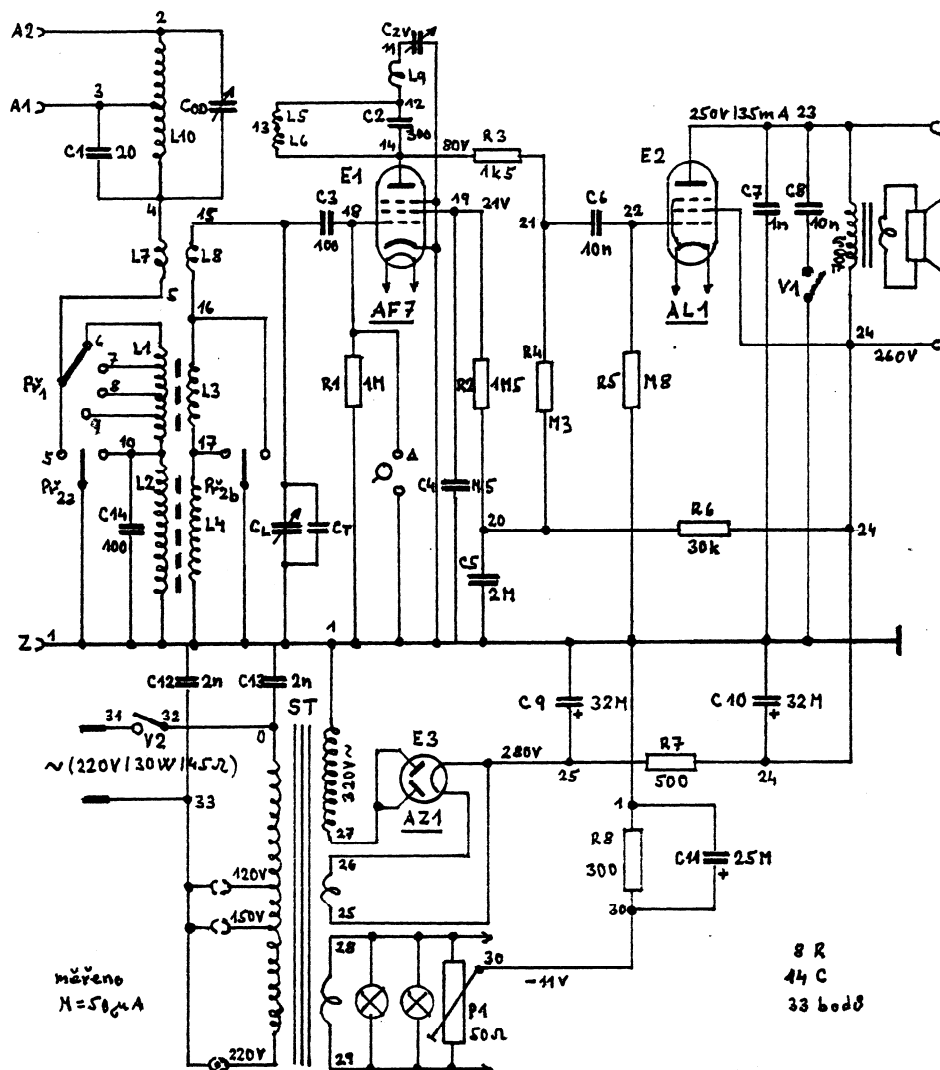 A2
2
C2V
11
L9
3
A1
COD
L10
C1
20
4
12
L5
13
L6
C2
300
14
80V
R3
1k5
250V/35mA
23
E1
E2
C3
100
18
19
21V
21
C6
10n
22
C7
1n
C8
10n
700Ω
V1
15
L7
L8
5
16
AF7
AL1
24
260V
6
L1
7
8
9
Př1
L3
R1
1M
R2
1M5
R4
M3
R5
M8
5
10
17
L2
Př2a
Př2b
C14
100
L4
CL
CT
C4
M5
20
R6
30k
24
C5
2M
Z
1
1
C12
2n
C13
2n
ST
C9
32M
+
C10
32M
+
31
32
V2
0
~(220V/30W/45Ω)
33
320V~
E3
280V
25
R7
500
24
AZ1
27
26
25
1
R8
300
C11
25M
+
30
120V
150V
220V
28
29
30
-11V
P1
50Ω
měřeno
M=50μA
8 R
14 C
33 bodů